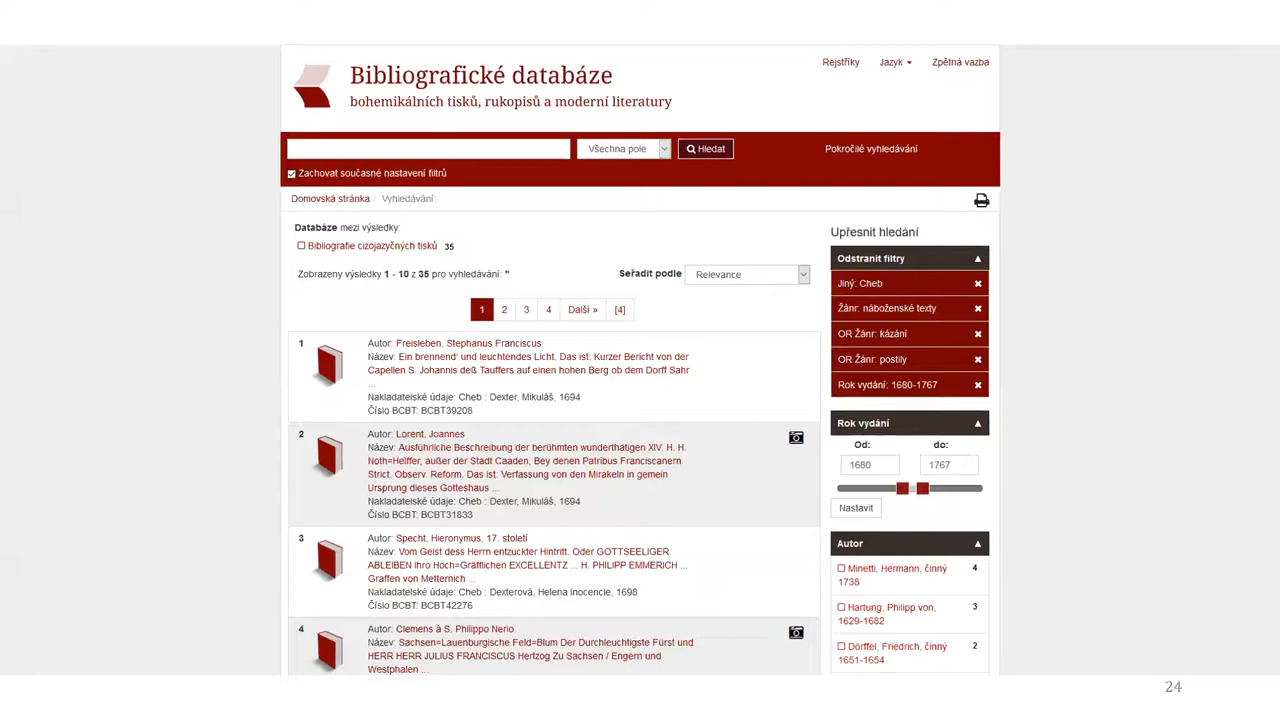 Bibliografické databáze
bohemikálních tisků, rukopisů a moderní literatury
Rejstříky Jazyk Zpětná vazba
Všechna pole Hledat Pokročilé vyhledávání
Zachovat současné nastavení filtrů
Domovská stránka / Vyhledávání:
Databáze mezi výsledky:
Bibliografie cizojazyčných tisků 35
Zobrazeny výsledky 1 - 10 z 35 pro vyhledávání: ''
Seřadit podle Relevance
1 2 3 4 Další » [4]
1
Autor: Freisleben, Stephanus Franciscus
Název: Ein brennend' und leuchtendes Licht, Das ist: Kurzer Bericht von der
Capellen S. Johannis deß Tauffers auf einen hohen Berg ob dem Dorff Sahr
...
Nakladatelské údaje: Cheb : Dexter, Mikuláš, 1694
Číslo BCBT: BCBT39208
2
Autor: Lorent, Joannes
Název: Ausführliche Beschreibung der berühmten wunderthätigen XIV. H. H.
Noth=Helffer, außer der Stadt Caaden, Bey denen Patribus Franciscanern
Strict. Observ. Reform. Das ist: Verfassung von den Mirakeln in gemein
Ursprung dieses Gotteshaus ...
Nakladatelské údaje: Cheb : Dexter, Mikuláš, 1694
Číslo BCBT: BCBT31833
3
Autor: Specht, Hieronymus, 17. století
Název: Vom Geist dess Herrn entzuckter Hintritt. Oder GOTTSEELIGER
ABLEIBEN Ihro Hoch=Gräfflichen EXCELLENTZ ... H. PHILIPP EMMERICH ...
Graffen von Metternich ...
Nakladatelské údaje: Cheb : Dexterová, Helena Inocencie, 1698
Číslo BCBT: BCBT42276
4
Autor: Clemens à S. Philippo Nerio
Název: Sachsen=Lauenburgische Feld=Blum Der Durchleuchtigste Fürst und
HERR HERR JULIUS FRANCISCUS Hertzog Zu Sachsen / Engern und
Westphalen ...
Upřesnit hledání
Odstranit filtry
Jiný: Cheb
Žánr: náboženské texty
OR Žánr: kázání
OR Žánr: postily
Rok vydání: 1680-1767
Rok vydání
Od: do:
1680 1767
Nastavit
Autor
Minetti, Hermann, činný 4
1738
Hartung, Philipp von, 3
1629-1682
Dörffel, Friedrich, činný 2
1651-1654
24